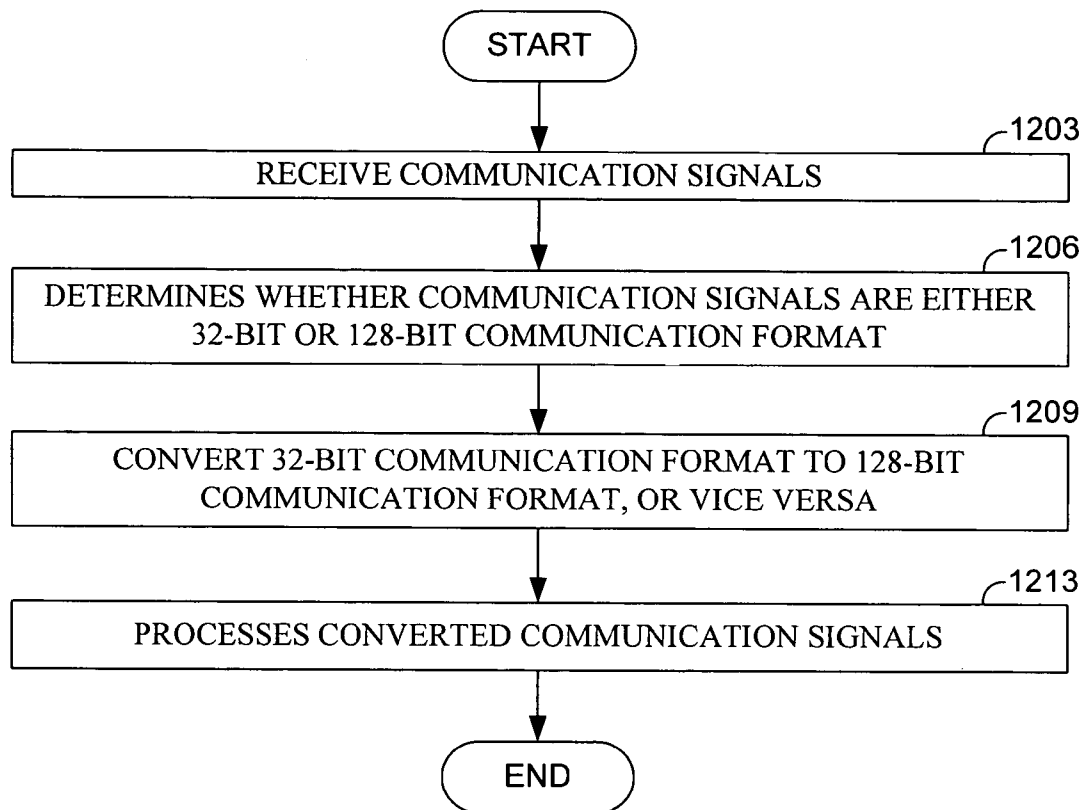 START
1203
RECEIVE COMMUNICATION SIGNALS
1206
DETERMINES WHETHER COMMUNICATION SIGNALS ARE EITHER
32-BIT OR 128-BIT COMMUNICATION FORMAT
1209
CONVERT 32-BIT COMMUNICATION FORMAT TO 128-BIT
COMMUNICATION FORMAT, OR VICE VERSA
1213
PROCESSES CONVERTED COMMUNICATION SIGNALS
END